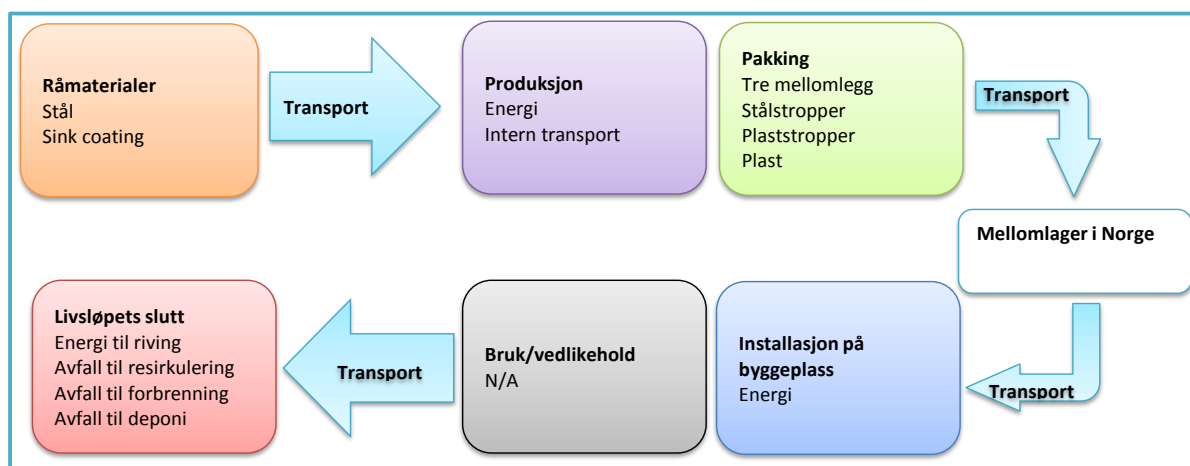 Råmaterialer
Stål
Sink coating
Transport
Produksjon
Energi
Intern transport
Pakking
Tre mellomlegg
Stålstropper
Plaststropper
Plast
Transport
Mellomlager i Norge
Transport
Installasjon på
byggeplass
Energi
Bruk/vedlikehold
N/A
Transport
Livsløpets slutt
Energi til riving
Avfall til resirkulering
Avfall til forbrenning
Avfall til deponi